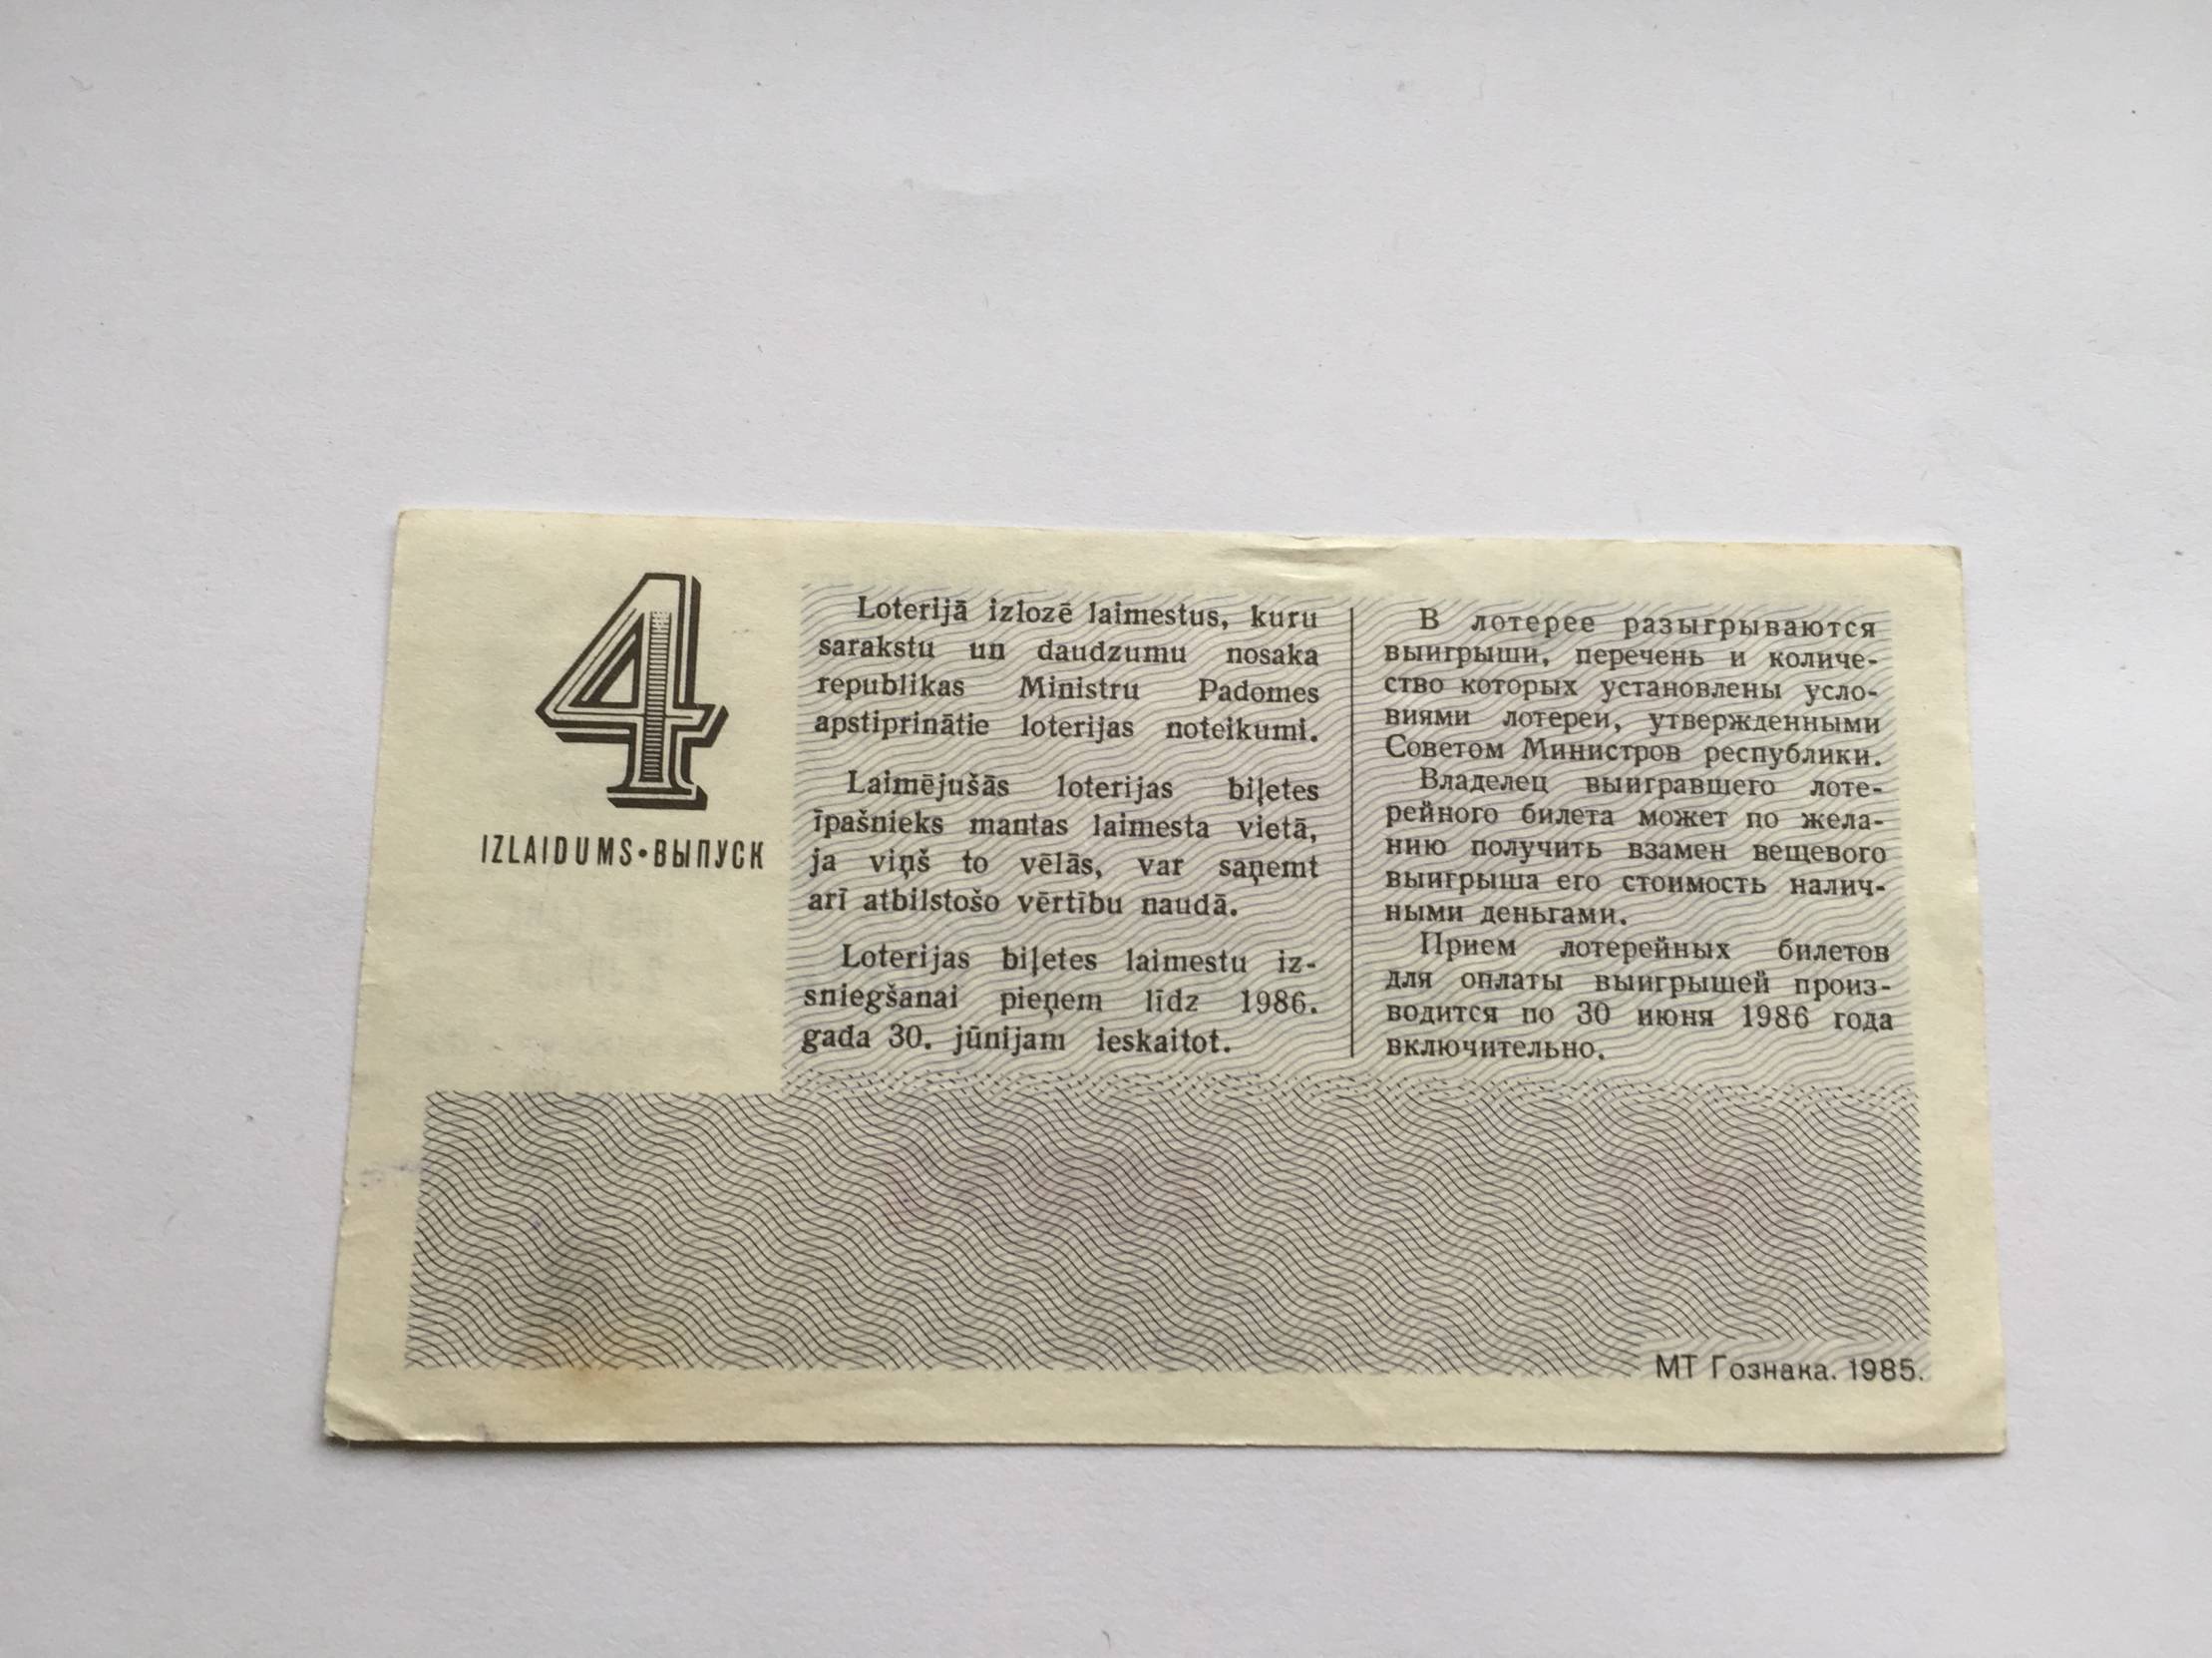 4
IZLAIDUMS•ВЫПУСК
Loterijā izlozē laimestus, kuru
sarakstu un daudzumu nosaka
republikas Ministru Padomes
apstiprinātie loterijas noteikumi.
Laimējušās loterijas biļetes
īpašnieks mantas laimesta vietā,
ja viņš to vēlās, var saņemt
arī atbilstošo vērtību naudā.
Loterijas biļetes laimestu iz-
sniegšanai pieņem līdz 1986.
gada 30. jūnijam ieskaitot.
В лотерее разыгрываются
выигрыши, перечень и количе-
ство которых установлены усло-
виями лотереи, утвержденными
Советом Министров республики.
Владелец выигравшего лоте-
рейного билета может по жела-
нию получить взамен вещевого
выигрыша его стоимость налич-
ными деньгами.
Прием лотерейных билетов
для оплаты выигрышей произ-
водится по 30 июня 1986 года
включительно.
МТ Гознака. 1985.